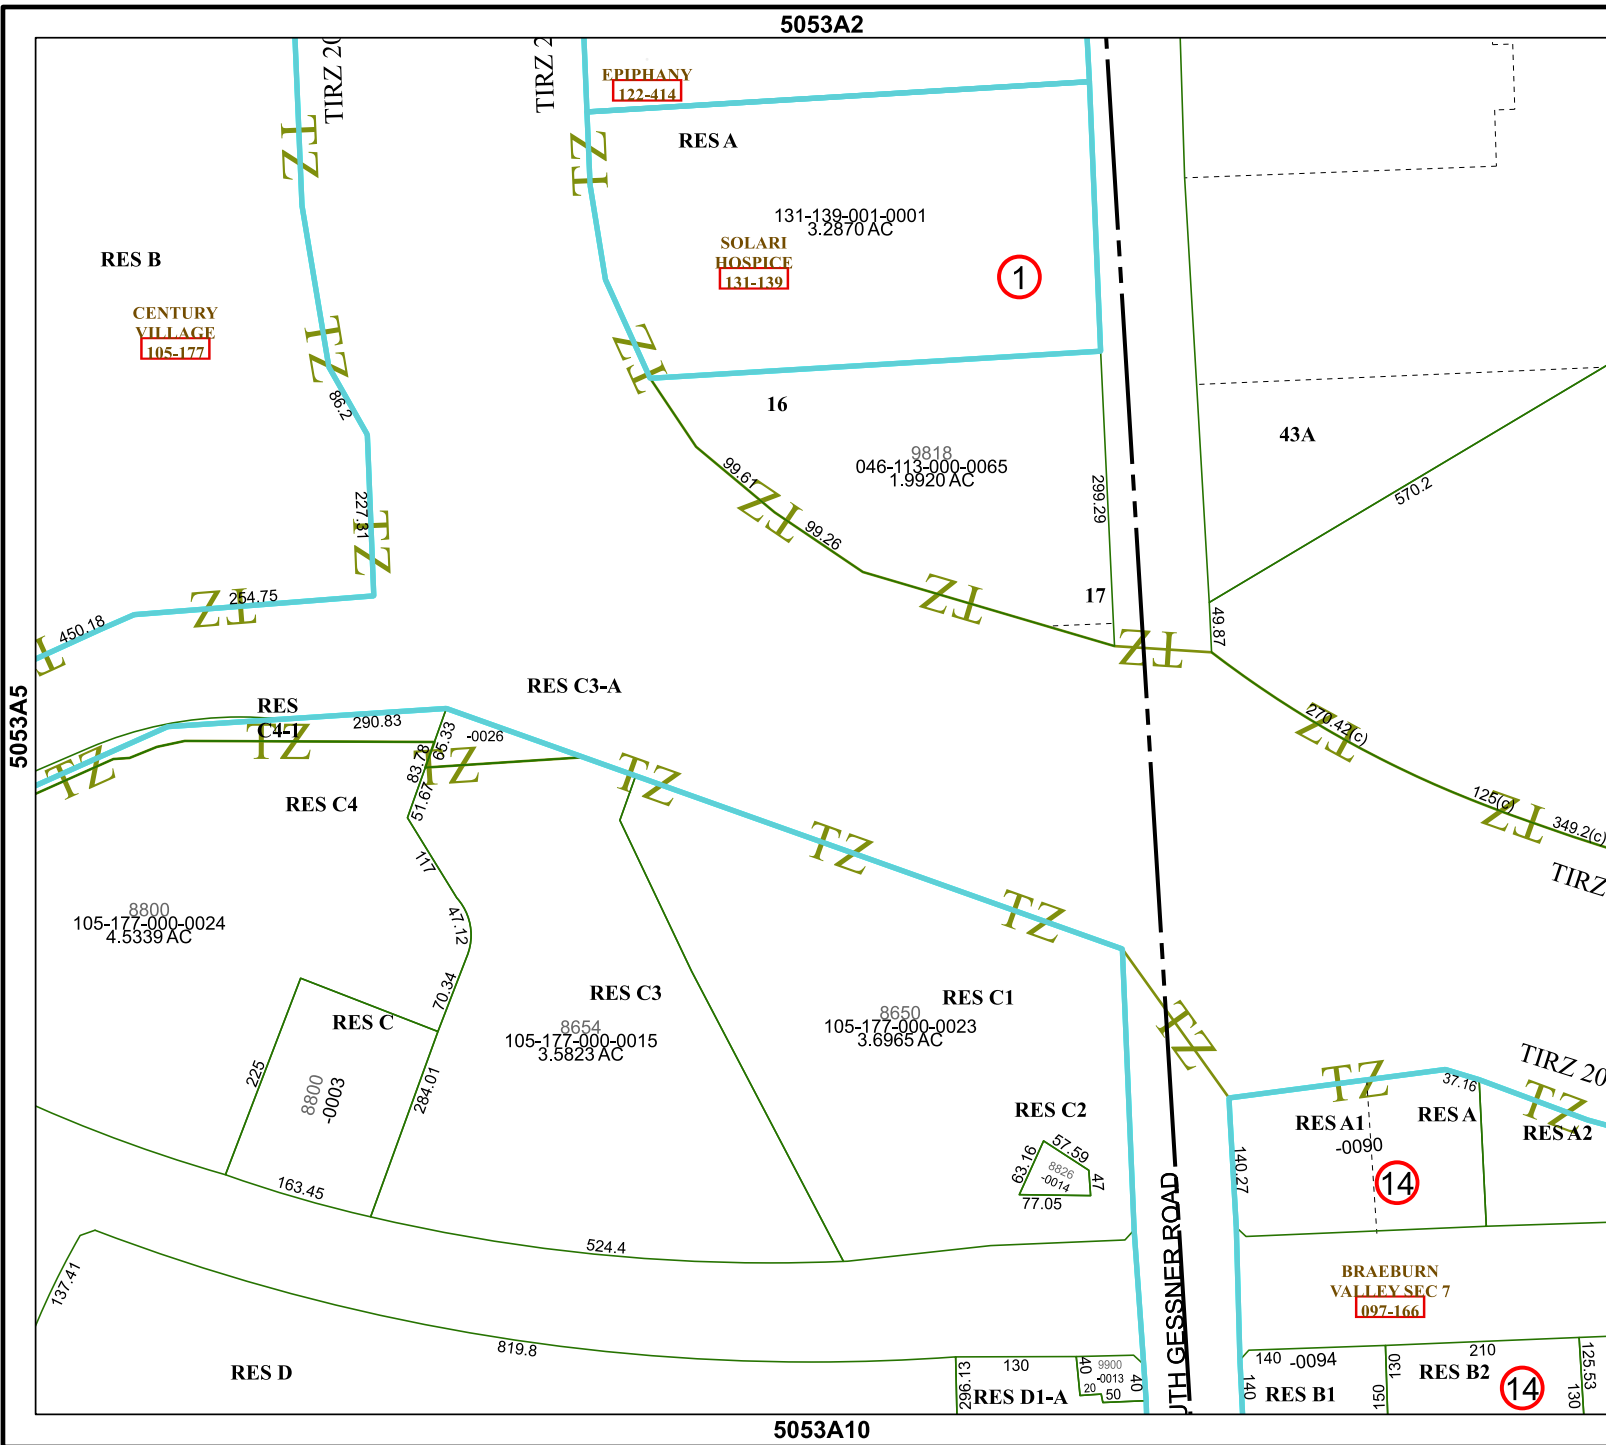 5053A2
TIRZ 20
TIRZ 2
EPIPHANY
122-414
RES A
131-139-001-0001
3.2870 AC
SOLARI
HOSPICE
131-139
1
RES B
CENTURY
VILLAGE
105-177
TZ
TZ
TZ
TZ
86.2
16
9818
046-113-000-0065
1.9920 AC
43A
99.61
TZ
99.26
299.29
570.2
227.31
TZ
17
TZ
49.87
TZ
254.75
TZ
450.18
T
TZ
5053A5
RES C3-A
RES
C4-1
290.83
65.33
-0026
TZ
83.78
TZ
TZ
TZ
51.67
RES C4
270.42(c)
TZ
125(c)
TZ
349.2(c)
TZ
TIRZ
117
TZ
8800
105-177-000-0024
4.5339 AC
47.12
70.34
RES C3
8654
105-177-000-0015
3.5823 AC
RES C1
8650
105-177-000-0023
3.6965 AC
RES C
225
8800
-0003
284.01
TZ
TIRZ 20
37.16
TZ
TZ
RES C2
57.59
63.16
8826
-0014
47
77.05
RES A1
RES A
RES A2
-0090
14
140.27
163.45
524.4
UTH GESSNER ROAD
137.41
BRAEBURN
VALLEY SEC 7
097-166
819.8
RES D
296.13
130
40
9900
-0013
20
50
40
RES D1-A
140
-0094
140
RES B1
130
150
210
RES B2
14
125.53
130
5053A10